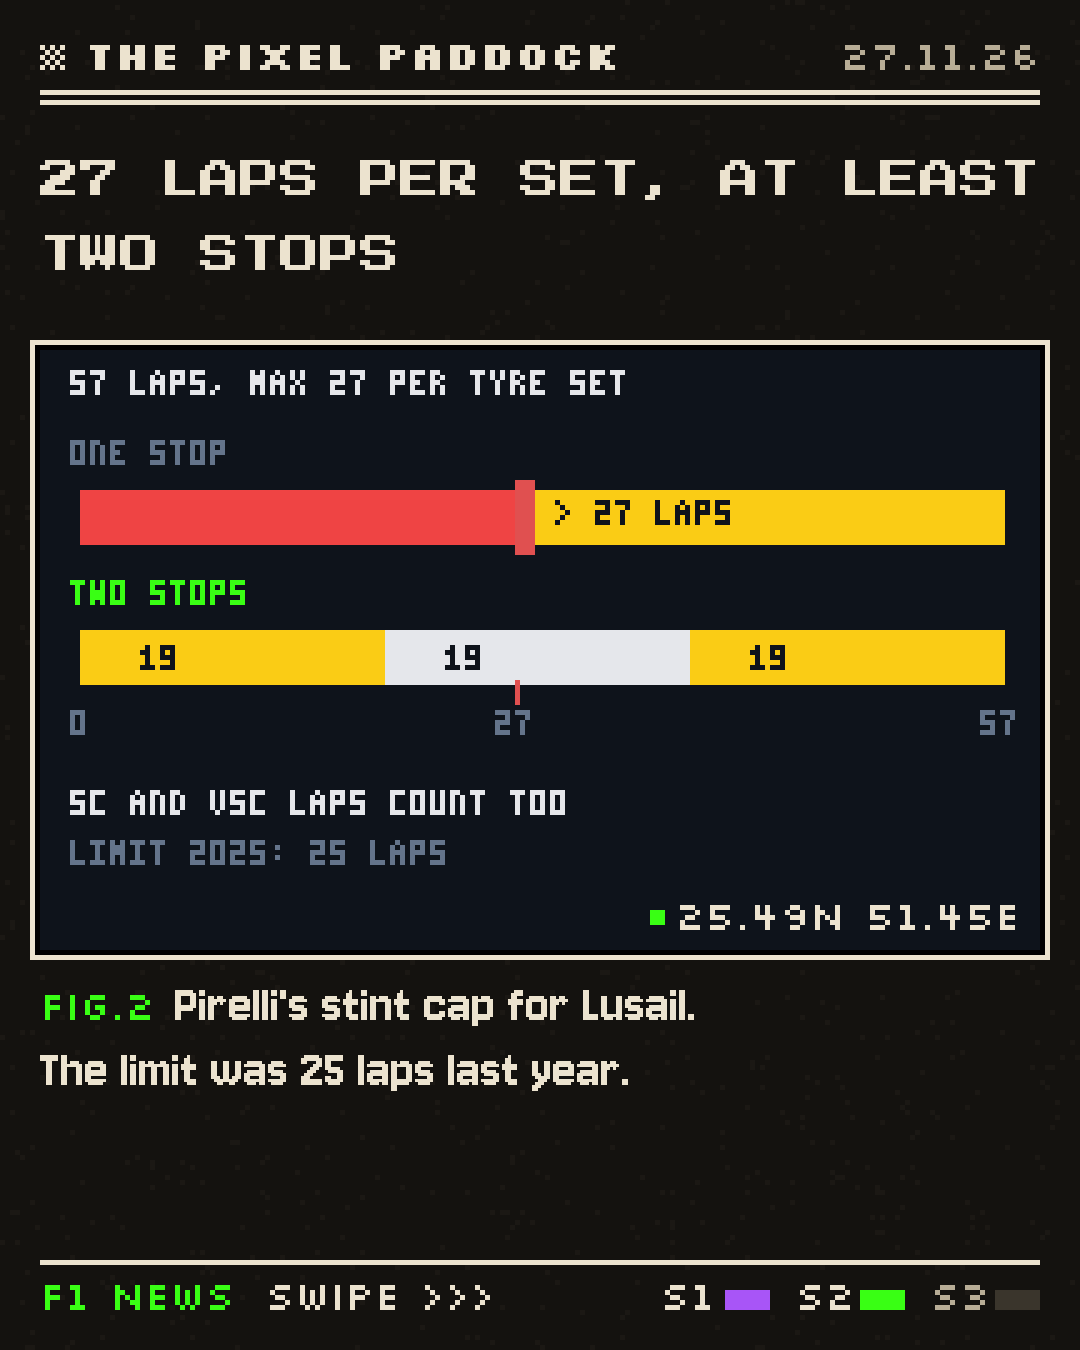 THE PIXEL PADDOCK 27.11.26
27 LAPS PER SET, AT LEAST
TWO STOPS
57 LAPS, MAX 27 PER TYRE SET
ONE STOP
> 27 LAPS
TWO STOPS
19 19 19
0 27 57
SC AND VSC LAPS COUNT TOO
LIMIT 2025: 25 LAPS
25.49N 51.45E
FIG.2 Pirelli's stint cap for Lusail.
The limit was 25 laps last year.
F1 NEWS SWIPE >>> S1 S2 S3